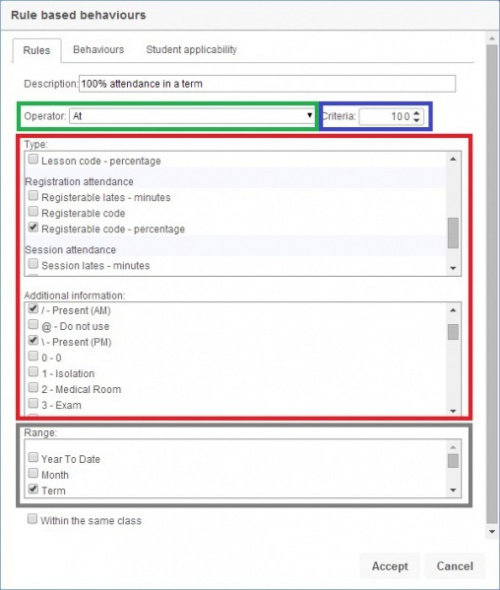 Rule based behaviours
Rules Behaviours Student applicability
Description: 100% attendance in a term
Operator: At Criteria: 100
Type:
Lesson code - percentage
Registration attendance
Registerable lates - minutes
Registerable code
Registerable code - percentage
Session attendance
Session lates - minutes
Additional information:
/ - Present (AM)
@ - Do not use
\ - Present (PM)
0 - 0
1 - Isolation
2 - Medical Room
3 - Exam
Range:
Year To Date
Month
Term
Within the same class
Accept Cancel